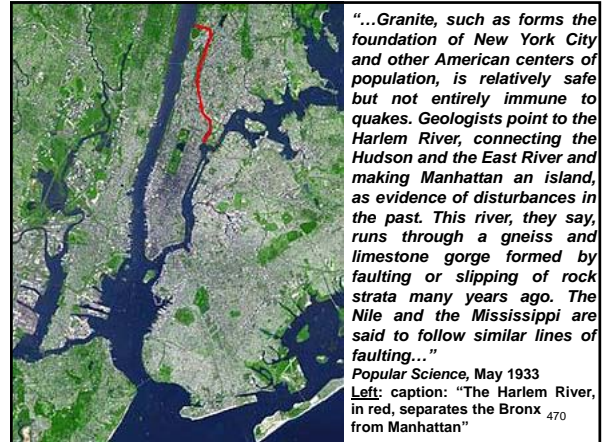 “…Granite, such as forms the
foundation of New York City
and other American centers of
population, is relatively safe
but not entirely immune to
quakes. Geologists point to the
Harlem River, connecting the
Hudson and the East River and
making Manhattan an island,
as evidence of disturbances in
the past. This river, they say,
runs through a gneiss and
limestone gorge formed by
faulting or slipping of rock
strata many years ago. The
Nile and the Mississippi are
said to follow similar lines of
faulting…”
Popular Science, May 1933
Left: caption: “The Harlem River,
in red, separates the Bronx
from Manhattan”
470